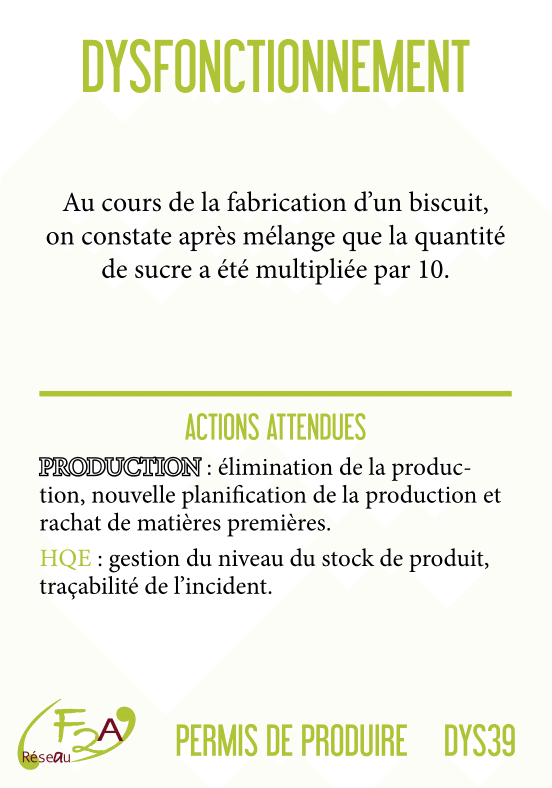 DYSFONCTIONNEMENT
Au cours de la fabrication d’un biscuit,
on constate après mélange que la quantité
de sucre a été multipliée par 10.
ACTIONS ATTENDUES
PRODUCTION : élimination de la produc-
tion, nouvelle planification de la production et
rachat de matières premières.
HQE : gestion du niveau du stock de produit,
traçabilité de l’incident.
F2A
Réseau
PERMIS DE PRODUIRE DYS39